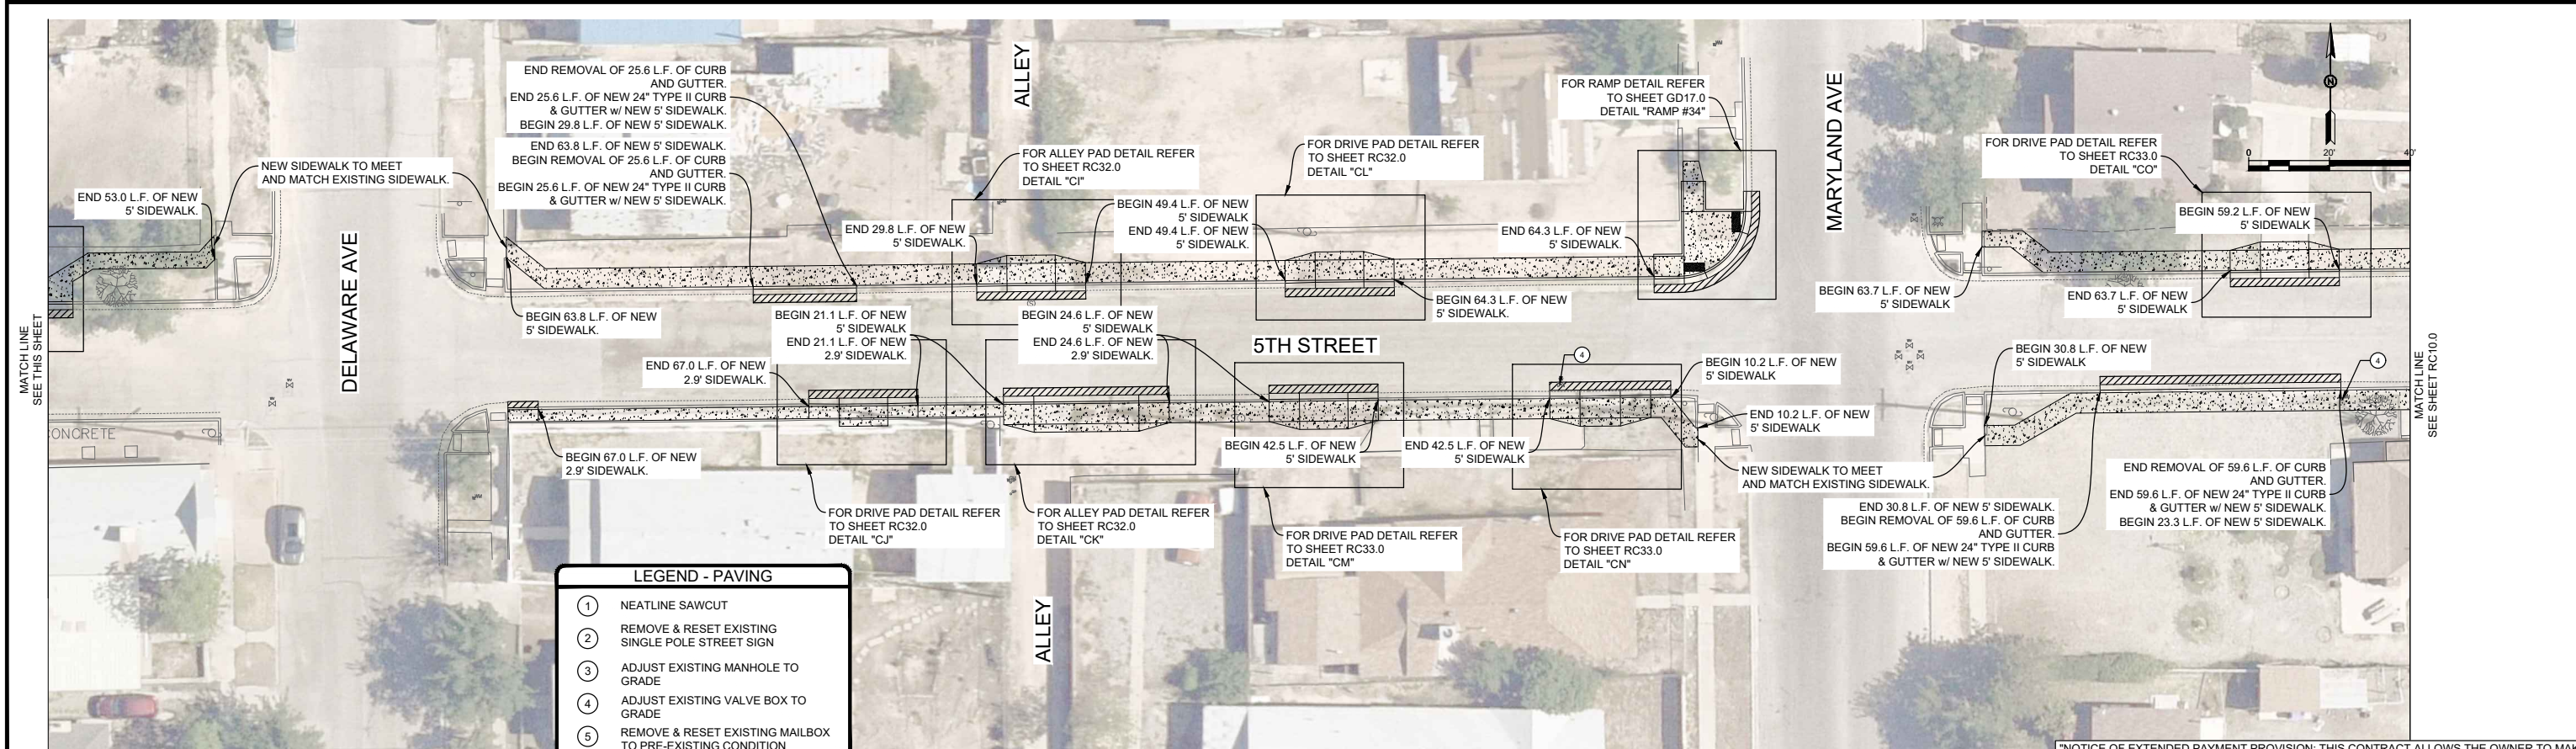 END REMOVAL OF 25.6 L.F. OF CURB
AND GUTTER.
END 25.6 L.F. OF NEW 24" TYPE II CURB
& GUTTER w/ NEW 5' SIDEWALK.
BEGIN 29.8 L.F. OF NEW 5' SIDEWALK.
END 63.8 L.F. OF NEW 5' SIDEWALK.
BEGIN REMOVAL OF 25.6 L.F. OF CURB
AND GUTTER.
BEGIN 25.6 L.F. OF NEW 24" TYPE II CURB
& GUTTER w/ NEW 5' SIDEWALK.
NEW SIDEWALK TO MEET
AND MATCH EXISTING SIDEWALK.
END 53.0 L.F. OF NEW
5' SIDEWALK.
ALLEY
FOR ALLEY PAD DETAIL REFER
TO SHEET RC32.0
DETAIL "CI"
FOR DRIVE PAD DETAIL REFER
TO SHEET RC32.0
DETAIL "CL"
FOR RAMP DETAIL REFER
TO SHEET GD17.0
DETAIL "RAMP #34"
MARYLAND AVE
FOR DRIVE PAD DETAIL REFER
TO SHEET RC33.0
DETAIL "CO"
N
0
20'
40'
BEGIN 49.4 L.F. OF NEW
5' SIDEWALK
END 49.4 L.F. OF NEW
5' SIDEWALK.
END 29.8 L.F. OF NEW
5' SIDEWALK.
END 64.3 L.F. OF NEW
5' SIDEWALK.
BEGIN 59.2 L.F. OF NEW
5' SIDEWALK
BEGIN 63.7 L.F. OF NEW
5' SIDEWALK
END 63.7 L.F. OF NEW
5' SIDEWALK.
BEGIN 64.3 L.F. OF NEW
5' SIDEWALK.
BEGIN 63.8 L.F. OF NEW
5' SIDEWALK.
MATCH LINE
SEE THIS SHEET
DELAWARE AVE
BEGIN 21.1 L.F. OF NEW
5' SIDEWALK
END 21.1 L.F. OF NEW
2.9' SIDEWALK.
BEGIN 24.6 L.F. OF NEW
5' SIDEWALK
END 24.6 L.F. OF NEW
2.9' SIDEWALK.
5TH STREET
4
END 67.0 L.F. OF NEW
2.9' SIDEWALK.
BEGIN 10.2 L.F. OF NEW
5' SIDEWALK
BEGIN 30.8 L.F. OF NEW
5' SIDEWALK
4
MATCH LINE
SEE SHEET RC10.0
END 10.2 L.F. OF NEW
5' SIDEWALK
CONCRETE
BEGIN 67.0 L.F. OF NEW
2.9' SIDEWALK.
BEGIN 42.5 L.F. OF NEW
5' SIDEWALK
END 42.5 L.F. OF NEW
5' SIDEWALK
NEW SIDEWALK TO MEET
AND MATCH EXISTING SIDEWALK.
END REMOVAL OF 59.6 L.F. OF CURB
AND GUTTER.
END 59.6 L.F. OF NEW 24" TYPE II CURB
& GUTTER w/ NEW 5' SIDEWALK.
BEGIN 23.3 L.F. OF NEW 5' SIDEWALK.
END 30.8 L.F. OF NEW 5' SIDEWALK.
BEGIN REMOVAL OF 59.6 L.F. OF CURB
AND GUTTER.
BEGIN 59.6 L.F. OF NEW 24" TYPE II CURB
& GUTTER w/ NEW 5' SIDEWALK.
FOR DRIVE PAD DETAIL REFER
TO SHEET RC32.0
DETAIL "CJ"
FOR ALLEY PAD DETAIL REFER
TO SHEET RC32.0
DETAIL "CK"
FOR DRIVE PAD DETAIL REFER
TO SHEET RC33.0
DETAIL "CM"
FOR DRIVE PAD DETAIL REFER
TO SHEET RC33.0
DETAIL "CN"
ALLEY
LEGEND - PAVING
1 NEATLINE SAWCUT
2 REMOVE & RESET EXISTING
SINGLE POLE STREET SIGN
3 ADJUST EXISTING MANHOLE TO
GRADE
4 ADJUST EXISTING VALVE BOX TO
GRADE
5 REMOVE & RESET EXISTING MAILBOX
TO PRE-EXISTING CONDITION
"NOTICE OF EXTENDED PAYMENT PROVISION: THIS CONTRACT ALLOWS THE OWNER TO MAK